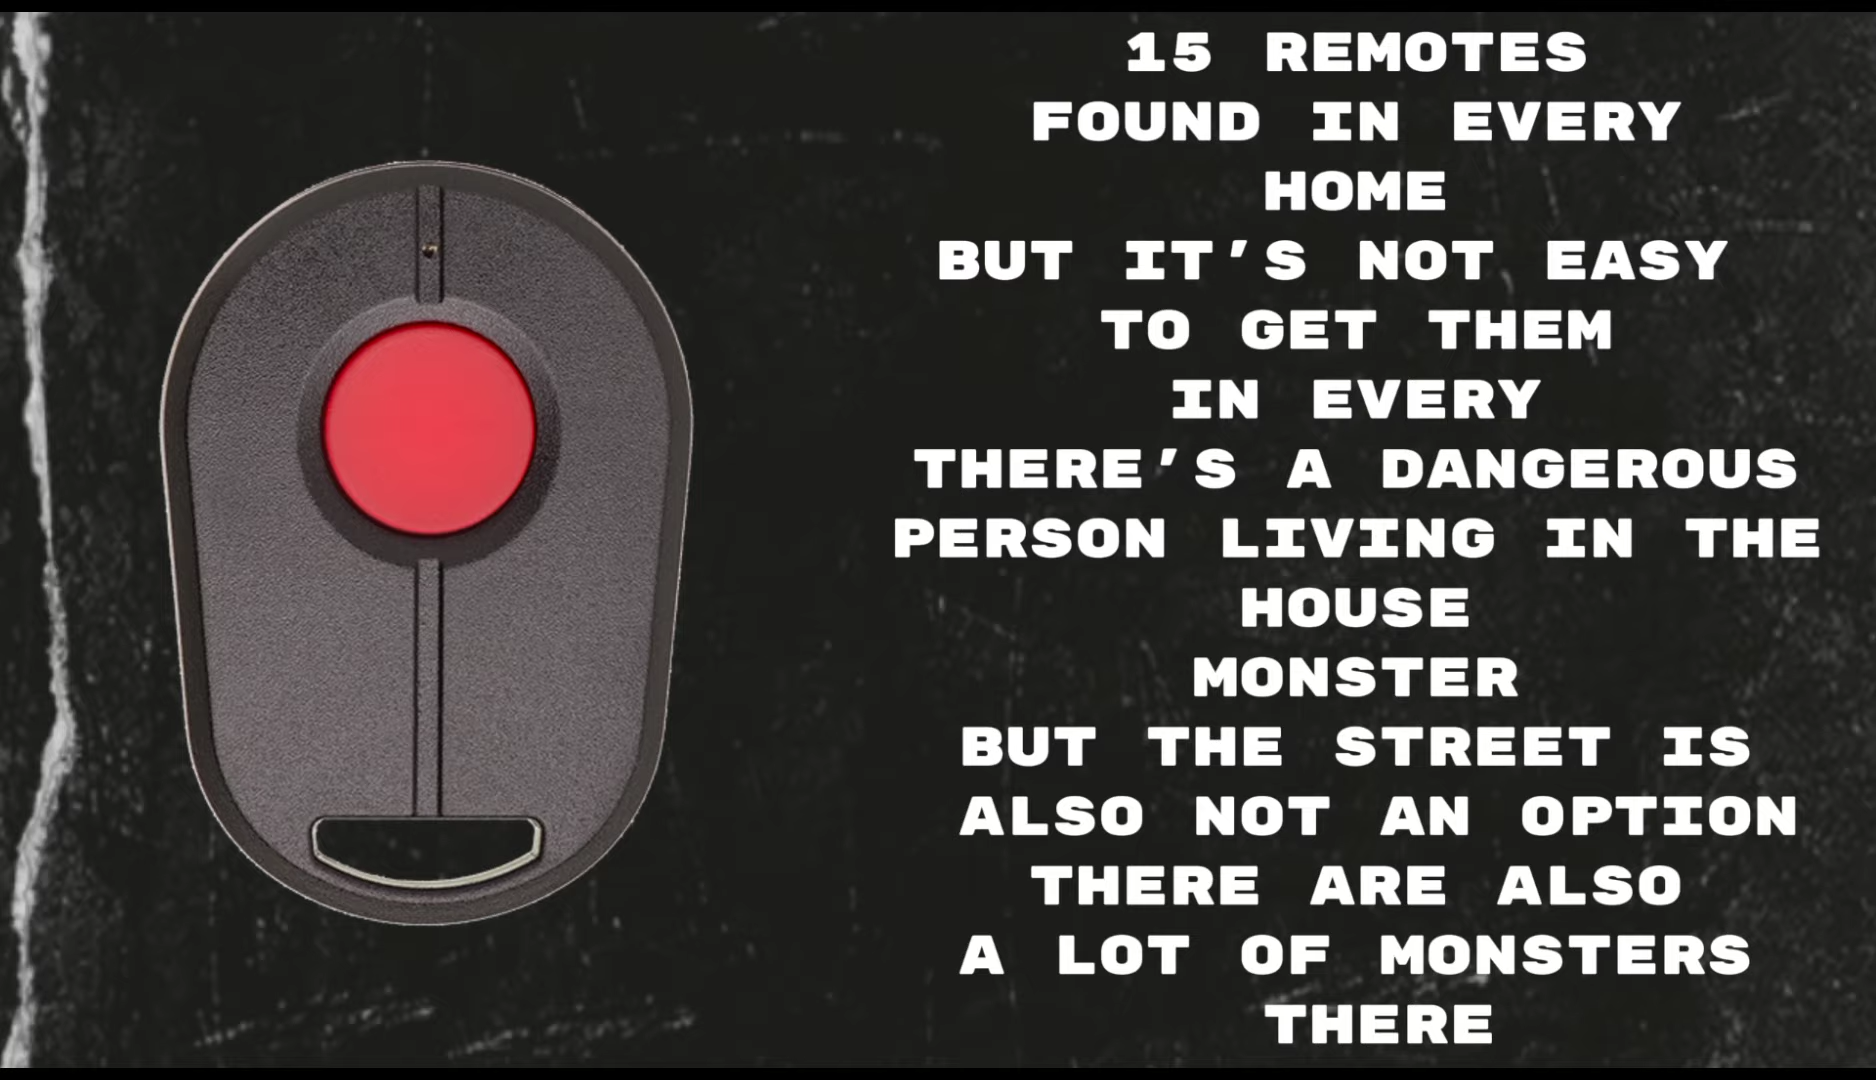 15 REMOTES
FOUND IN EVERY
HOME
BUT IT'S NOT EASY
TO GET THEM
IN EVERY
THERE'S A DANGEROUS
PERSON LIVING IN THE
HOUSE
MONSTER
BUT THE STREET IS
ALSO NOT AN OPTION
THERE ARE ALSO
A LOT OF MONSTERS
THERE